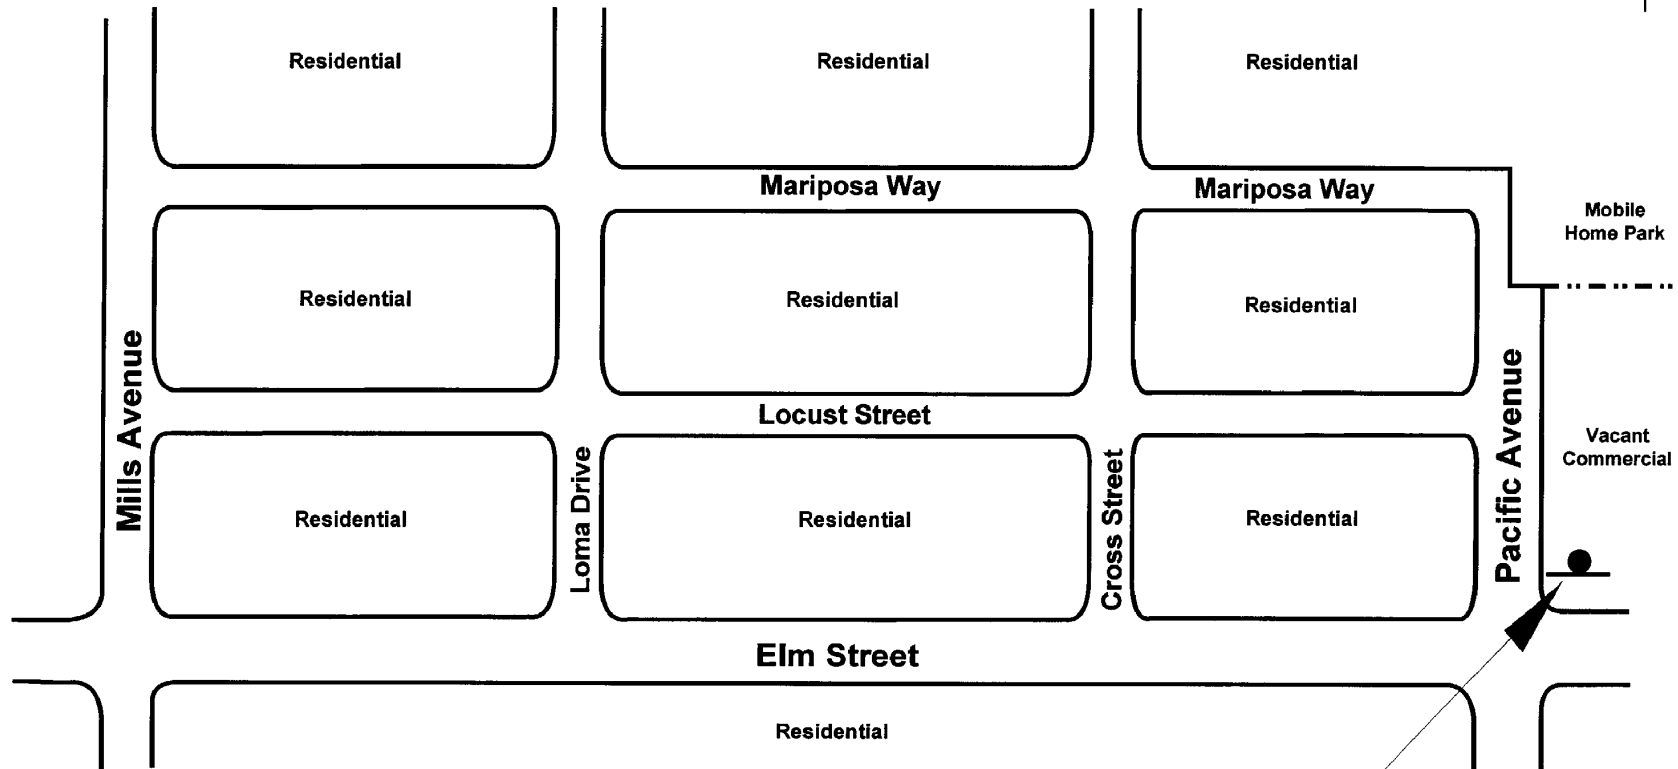 Residential
Residential
Residential
Mariposa Way
Mariposa Way
Mobile
Home Park
Residential
Residential
Residential
Mills Avenue
Locust Street
Pacific Avenue
Vacant
Commercial
Loma Drive
Cross Street
Residential
Residential
Residential
Elm Street
Residential